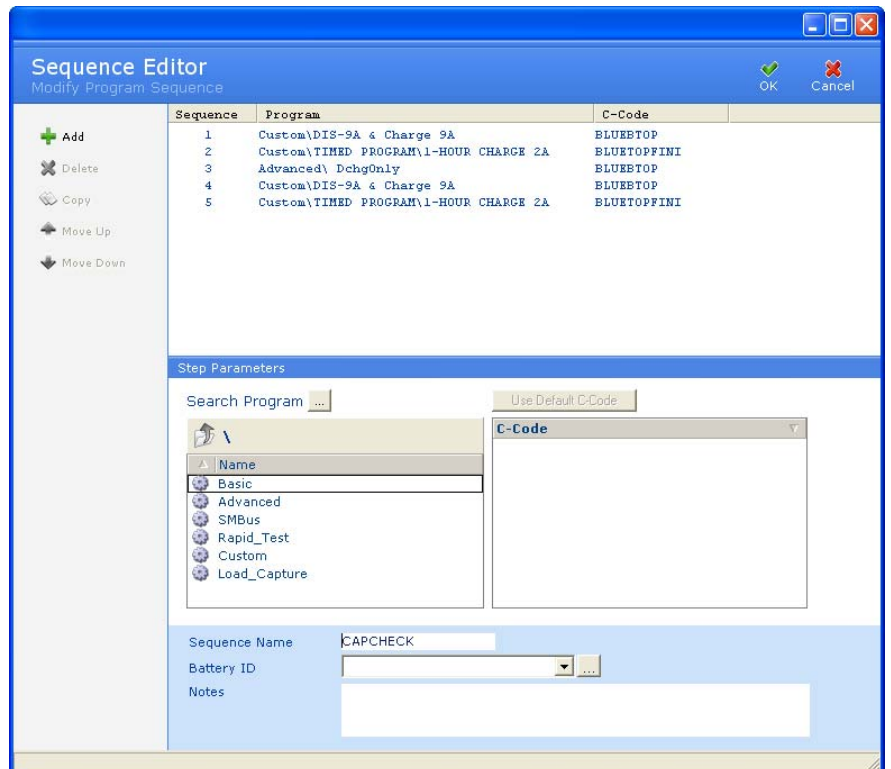 Sequence Editor
Modify Program Sequence
OK
Cancel
Add
Delete
Copy
Move Up
Move Down
Sequence Program C-Code
1 Custom\DIS-9A & Charge 9A BLUEBTOP
2 Custom\TIMED PROGRAM\1-HOUR CHARGE 2A BLUETOPFINI
3 Advanced\ DchgOnly BLUEBTOP
4 Custom\DIS-9A & Charge 9A BLUEBTOP
5 Custom\TIMED PROGRAM\1-HOUR CHARGE 2A BLUETOPFINI
Step Parameters
Search Program ...
Use Default C-Code
\
Name
Basic
Advanced
SMBus
Rapid_Test
Custom
Load_Capture
C-Code
Sequence Name CAPCHECK
Battery ID ...
Notes